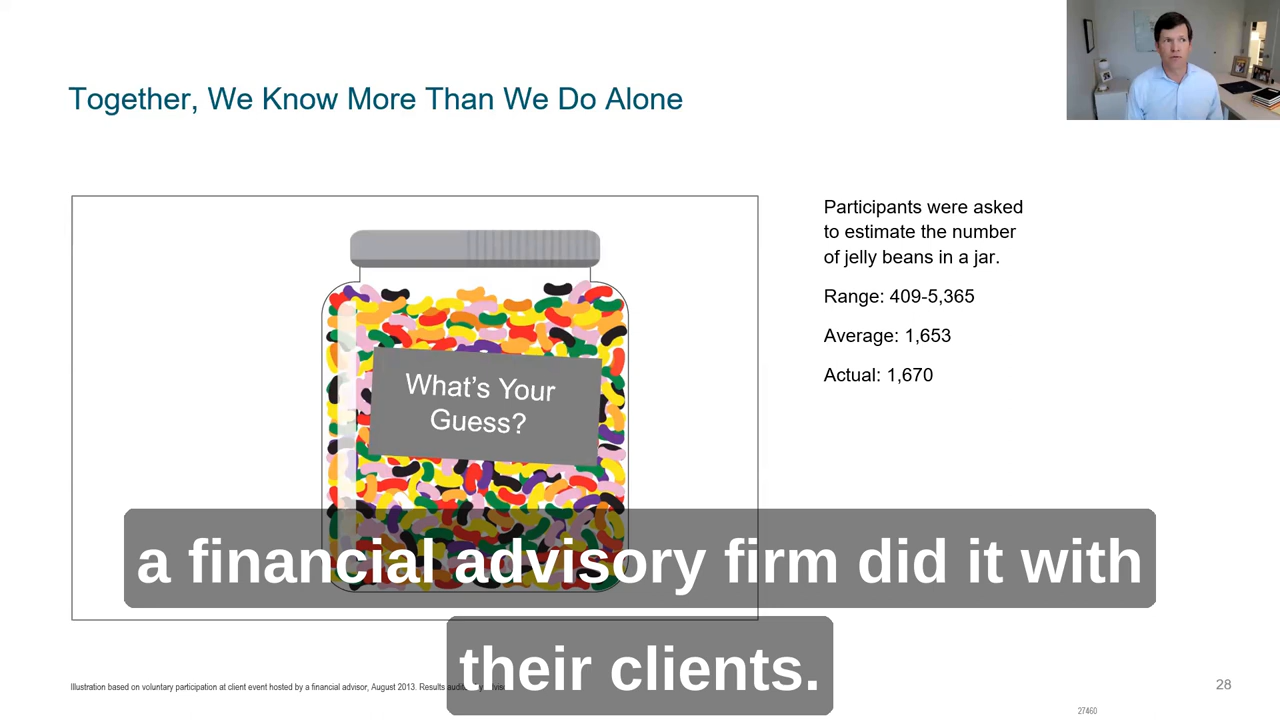 Together, We Know More Than We Do Alone
Participants were asked
to estimate the number
of jelly beans in a jar.
Range: 409-5,365
Average: 1,653
Actual: 1,670
What's Your
Guess?
a financial advisory firm did it with
their clients.
Illustration based on voluntary participation at client event hosted by a financial advisor, August 2013. Results
28
27460